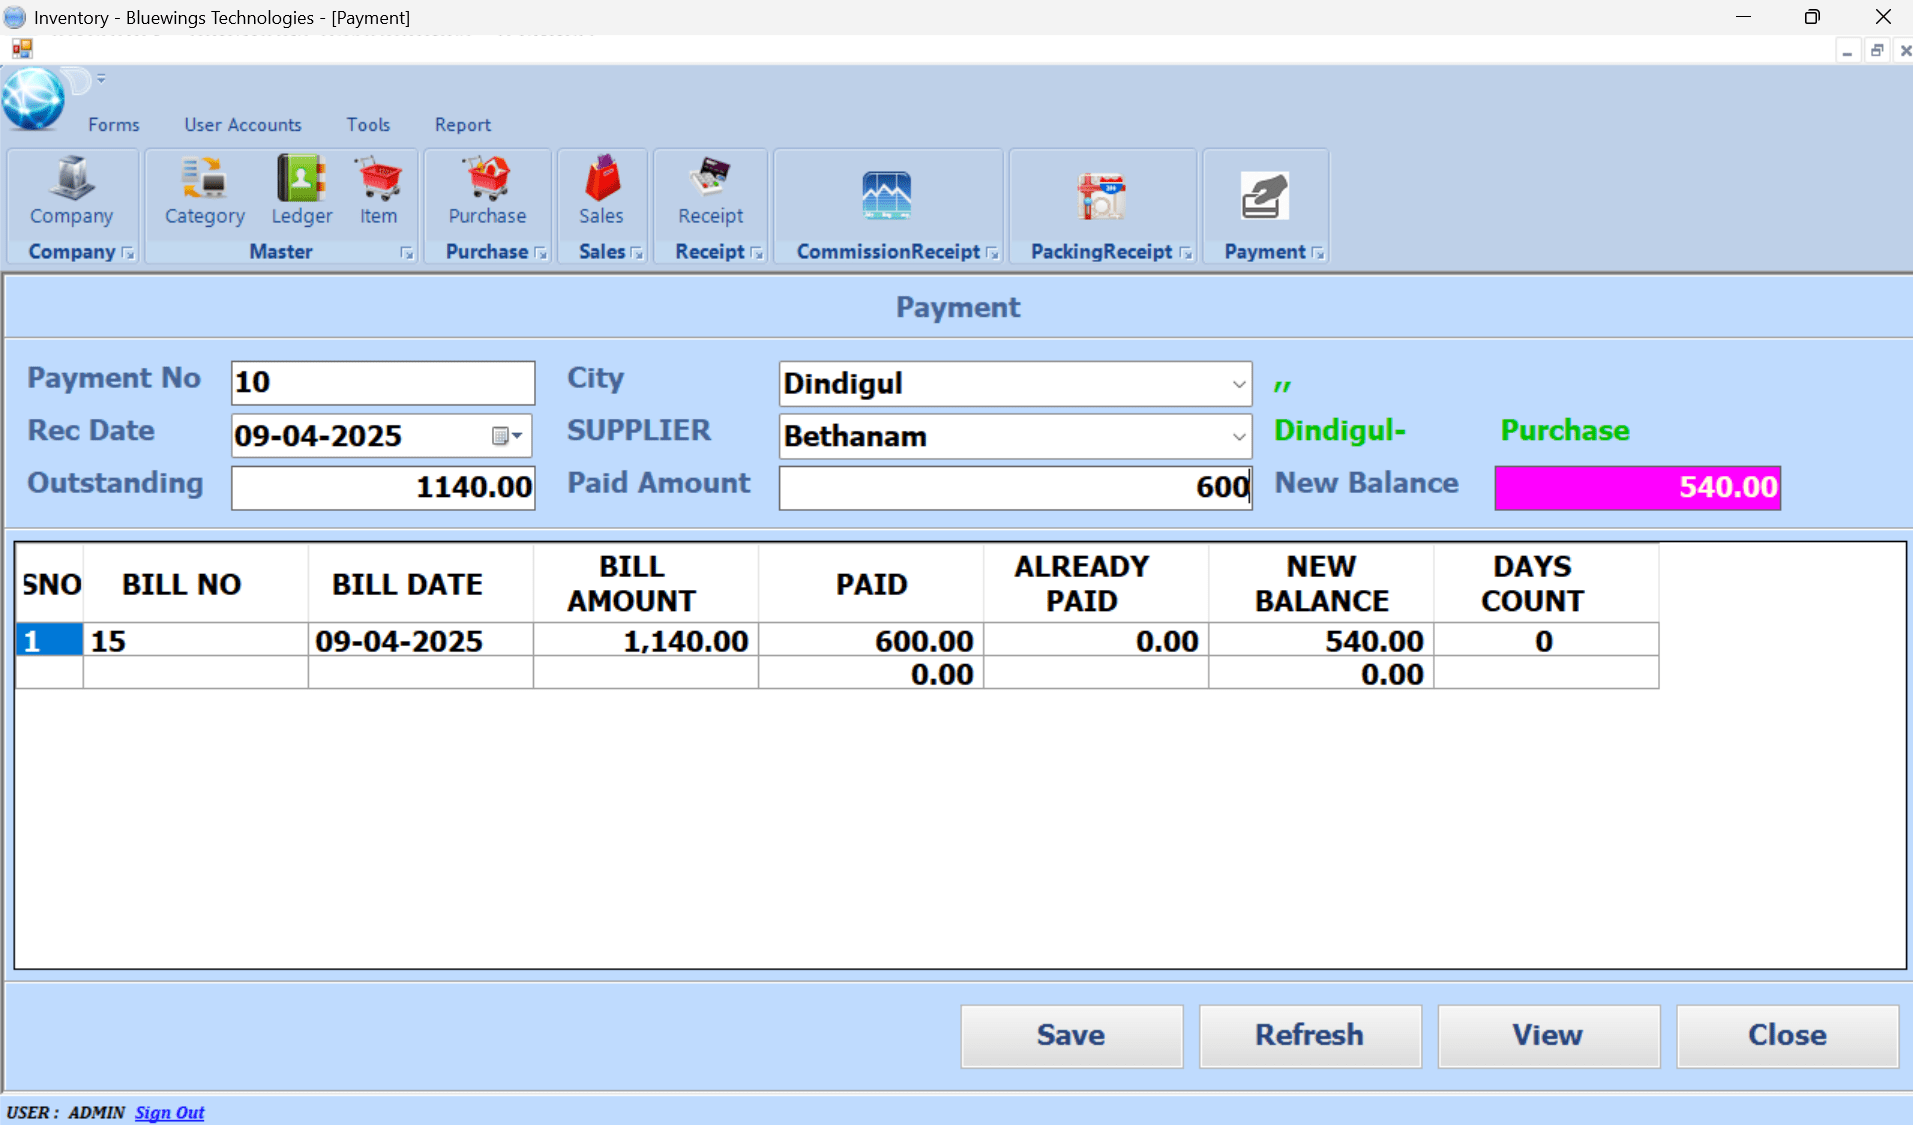 Inventory - Bluewings Technologies - [Payment]
Forms User Accounts Tools Report
Company Category Ledger Item Purchase Sales Receipt
Company Master Purchase Sales Receipt CommissionReceipt PackingReceipt Payment
Payment
Payment No 10 City Dindigul ,,
Rec Date 09-04-2025 SUPPLIER Bethanam Dindigul- Purchase
Outstanding 1140.00 Paid Amount 600 New Balance 540.00
SNO BILL NO BILL DATE BILL AMOUNT PAID ALREADY PAID NEW BALANCE DAYS COUNT
1 15 09-04-2025 1,140.00 600.00 0.00 540.00 0
0.00 0.00
Save Refresh View Close
USER : ADMIN Sign Out